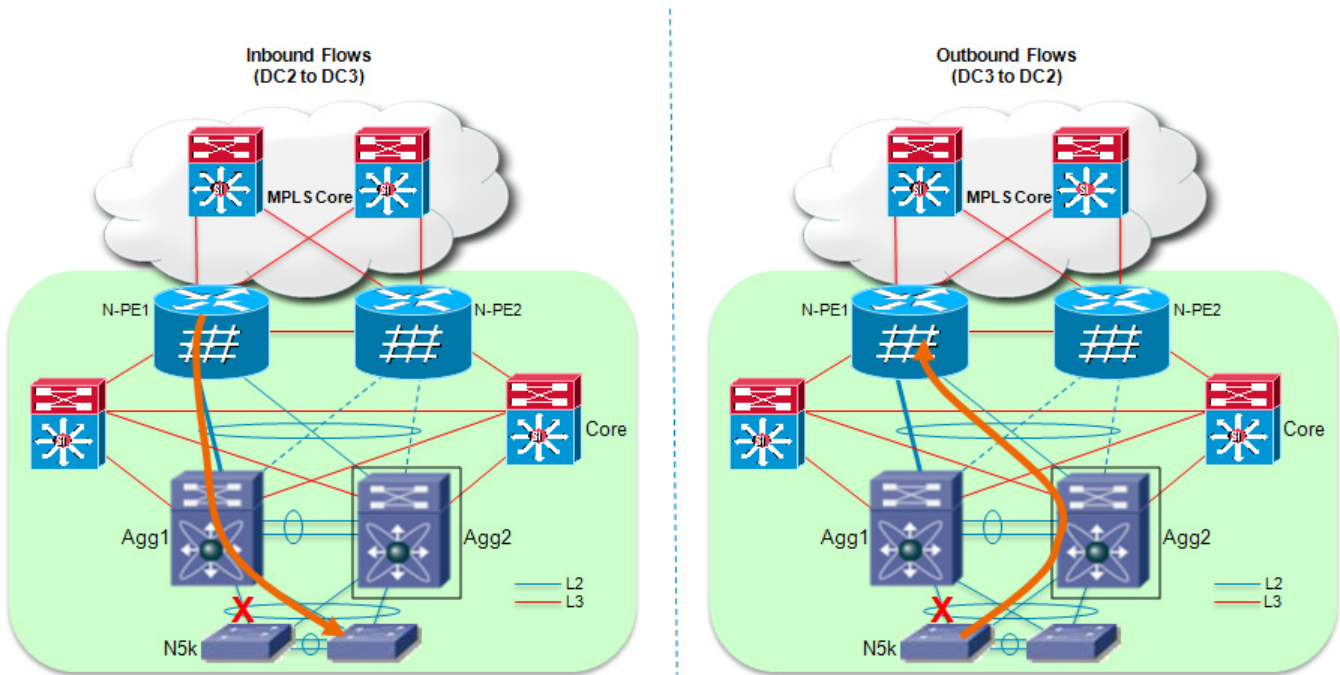 Inbound Flows
(DC2 to DC3)
MPLS Core
N-PE1
N-PE2
Core
Agg1
Agg2
L2
L3
X
N5k
Outbound Flows
(DC3 to DC2)
MPLS Core
N-PE1
N-PE2
Core
Agg1
Agg2
L2
L3
X
N5k